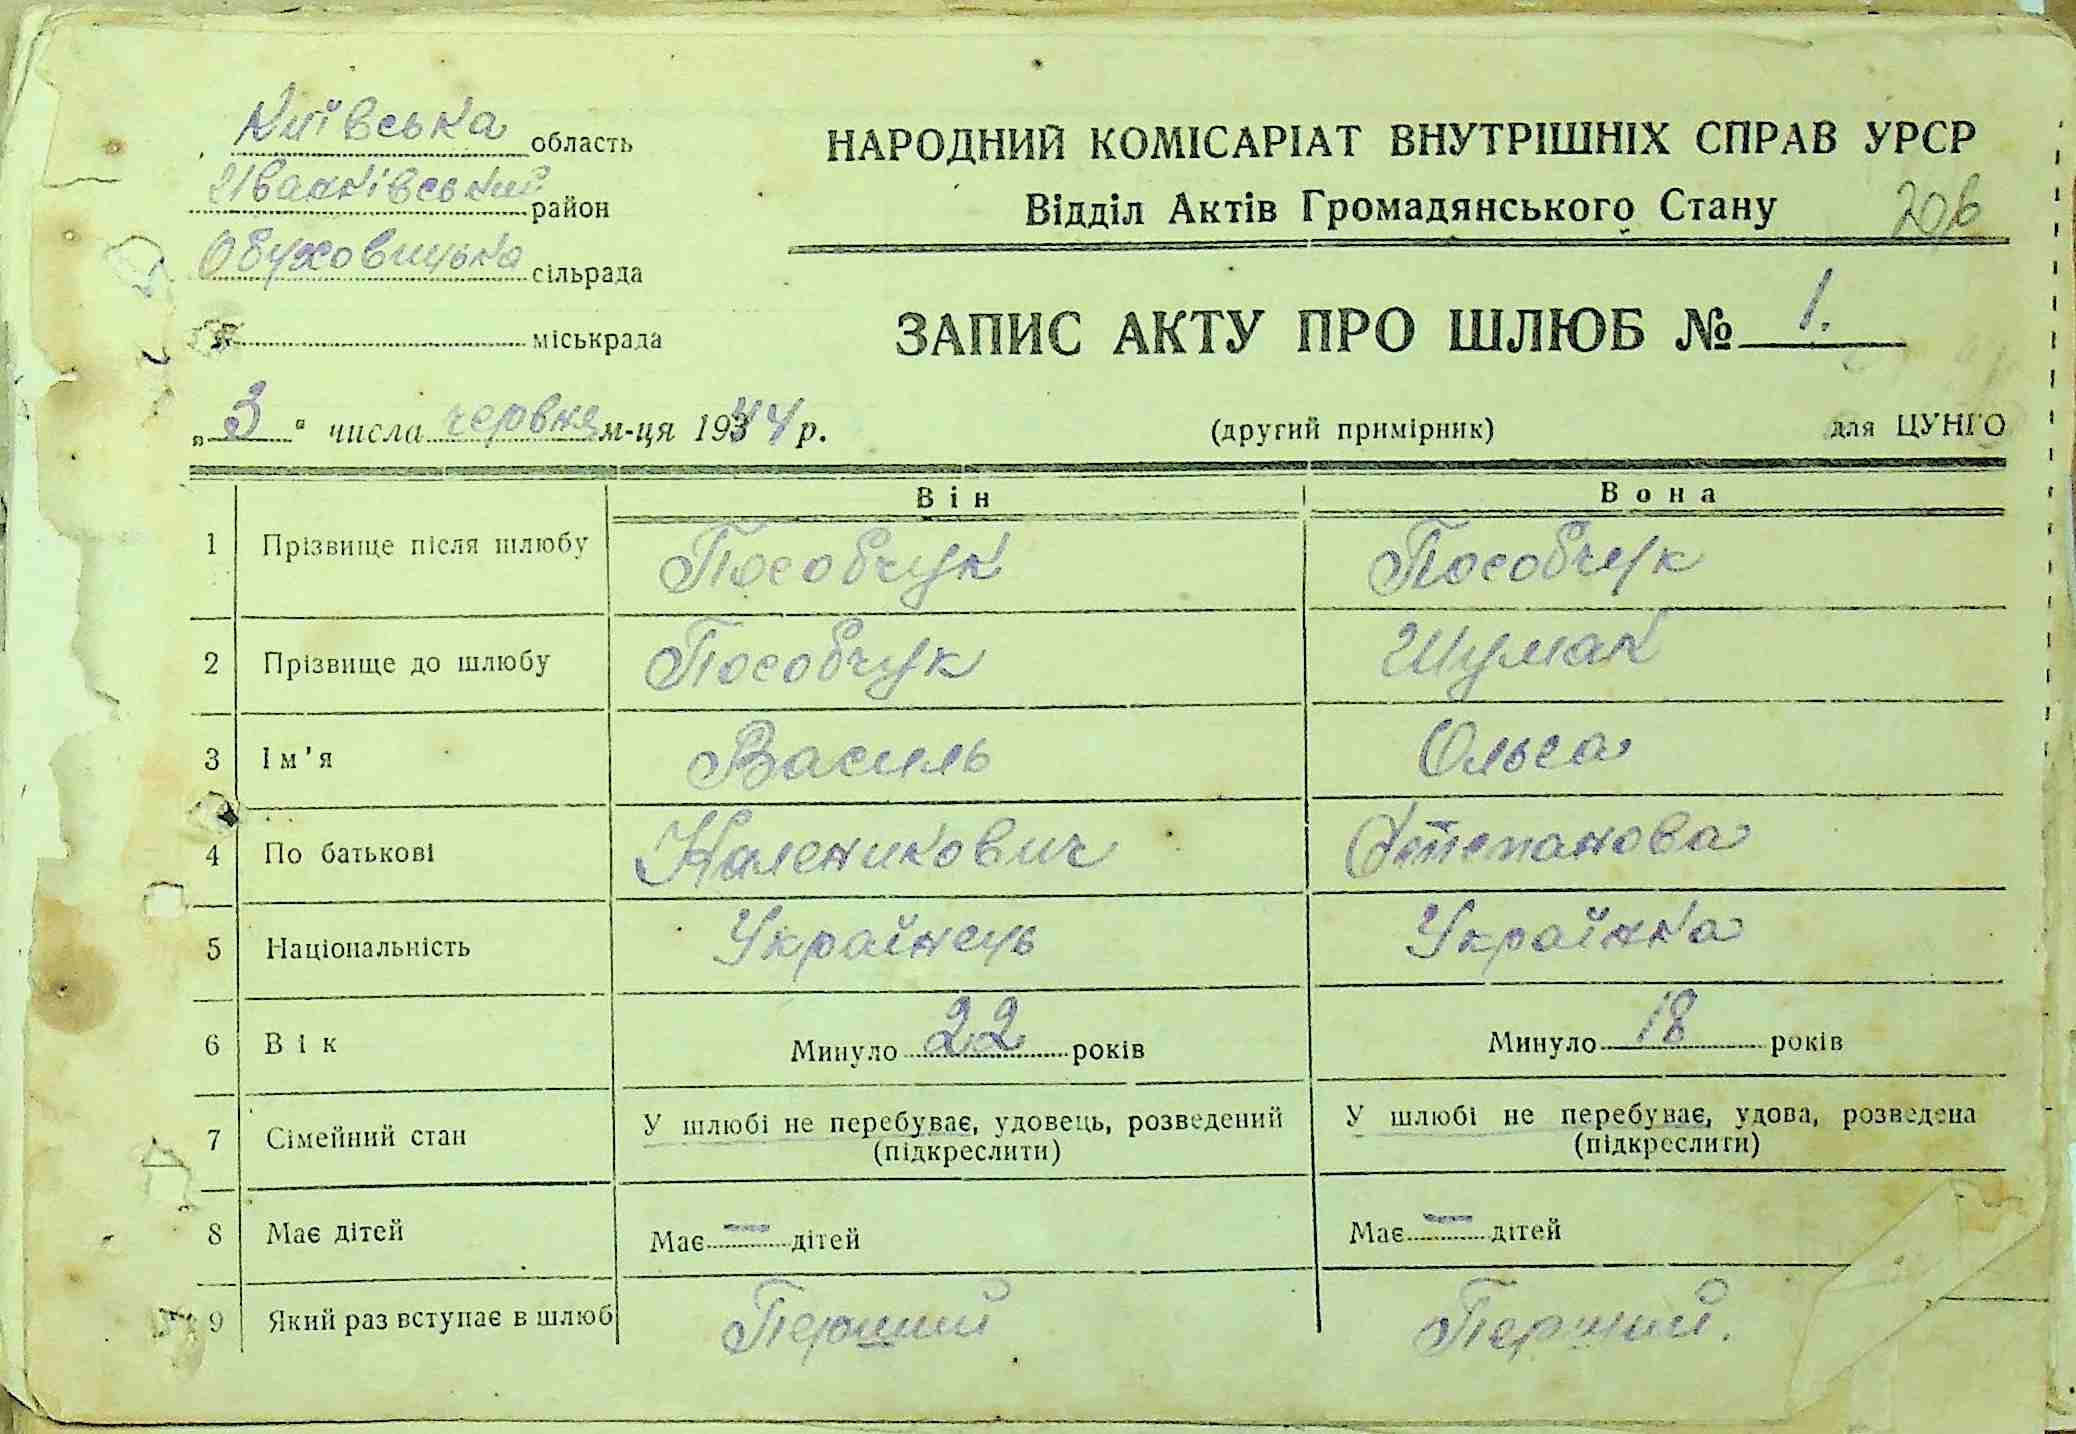 Київська область
Іванківський район
Обуховицька сільрада
міськрада
НАРОДНИЙ КОМІСАРІАТ ВНУТРІШНІХ СПРАВ УРСР
Відділ Актів Громадянського Стану
ЗАПИС АКТУ ПРО ШЛЮБ № 1.
„3“ числа червня м-ця 1944 р.
(другий примірник) для ЦУНГО
Він Вона
1 Прізвище після шлюбу Пособчук Пособчук
2 Прізвище до шлюбу Пособчук Шумак
3 Ім'я Василь Ольга
4 По батькові Каленикович Степанова
5 Національність Українець Українка
6 Вік Минуло 22 років Минуло 18 років
7 Сімейний стан У шлюбі не перебуває, удовець, розведений (підкреслити) У шлюбі не перебуває, удова, розведена (підкреслити)
8 Має дітей Має — дітей Має — дітей
9 Який раз вступає в шлюб Перший Перший.